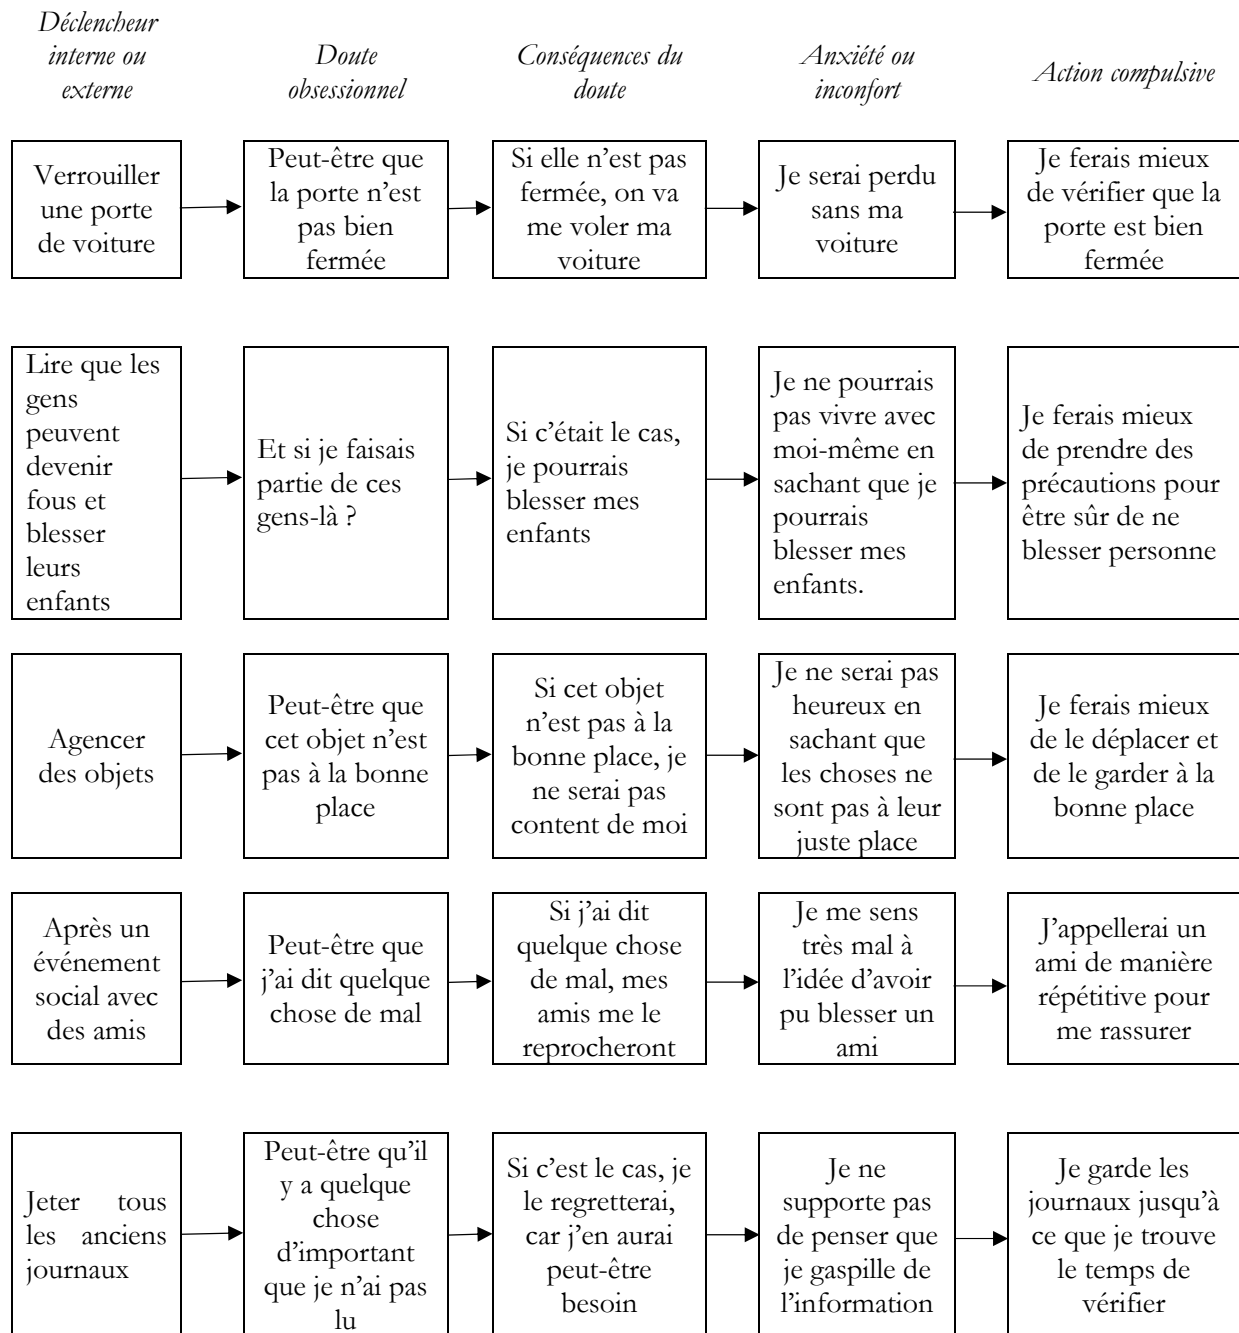 Déclencheur
interne ou
externe
Doute
obsessionnel
Conséquences du
doute
Anxiété ou
inconfort
Action compulsive
Verrouiller
une porte
de voiture
Peut-être que
la porte n’est
pas bien
fermée
Si elle n’est pas
fermée, on va
me voler ma
voiture
Je serai perdu
sans ma
voiture
Je ferais mieux
de vérifier que la
porte est bien
fermée
Lire que les
gens
peuvent
devenir
fous et
blesser
leurs
enfants
Et si je faisais
partie de ces
gens-là ?
Si c’était le cas,
je pourrais
blesser mes
enfants
Je ne pourrais
pas vivre avec
moi-même en
sachant que je
pourrais
blesser mes
enfants.
Je ferais mieux
de prendre des
précautions pour
être sûr de ne
blesser personne
Agencer
des objets
Peut-être que
cet objet n’est
pas à la bonne
place
Si cet objet
n’est pas à la
bonne place, je
ne serai pas
content de moi
Je ne serai pas
heureux en
sachant que
les choses ne
sont pas à leur
juste place
Je ferais mieux
de le déplacer et
de le garder à la
bonne place
Après un
événement
social avec
des amis
Peut-être que
j’ai dit quelque
chose de mal
Si j’ai dit
quelque chose
de mal, mes
amis me le
reprocheront
Je me sens
très mal à
l’idée d’avoir
pu blesser un
ami
J’appellerai un
ami de manière
répétitive pour
me rassurer
Jeter tous
les anciens
journaux
Peut-être qu’il
y a quelque
chose
d’important
que je n’ai pas
lu
Si c’est le cas, je
le regretterai,
car j’en aurai
peut-être
besoin
Je ne
supporte pas
de penser que
je gaspille de
l’information
Je garde les
journaux jusqu’à
ce que je trouve
le temps de
vérifier